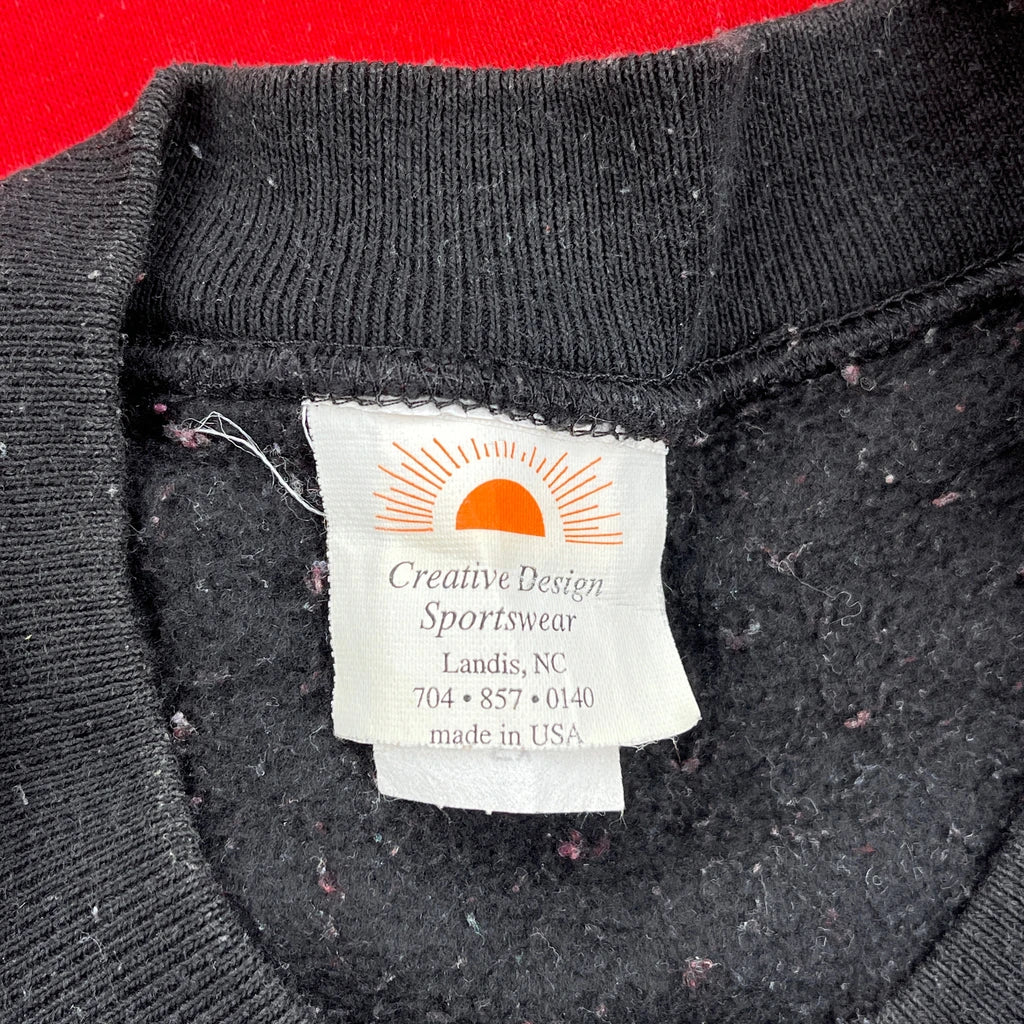 Creative Design
Sportswear
Landis, NC
704 • 857 • 0140
made in USA